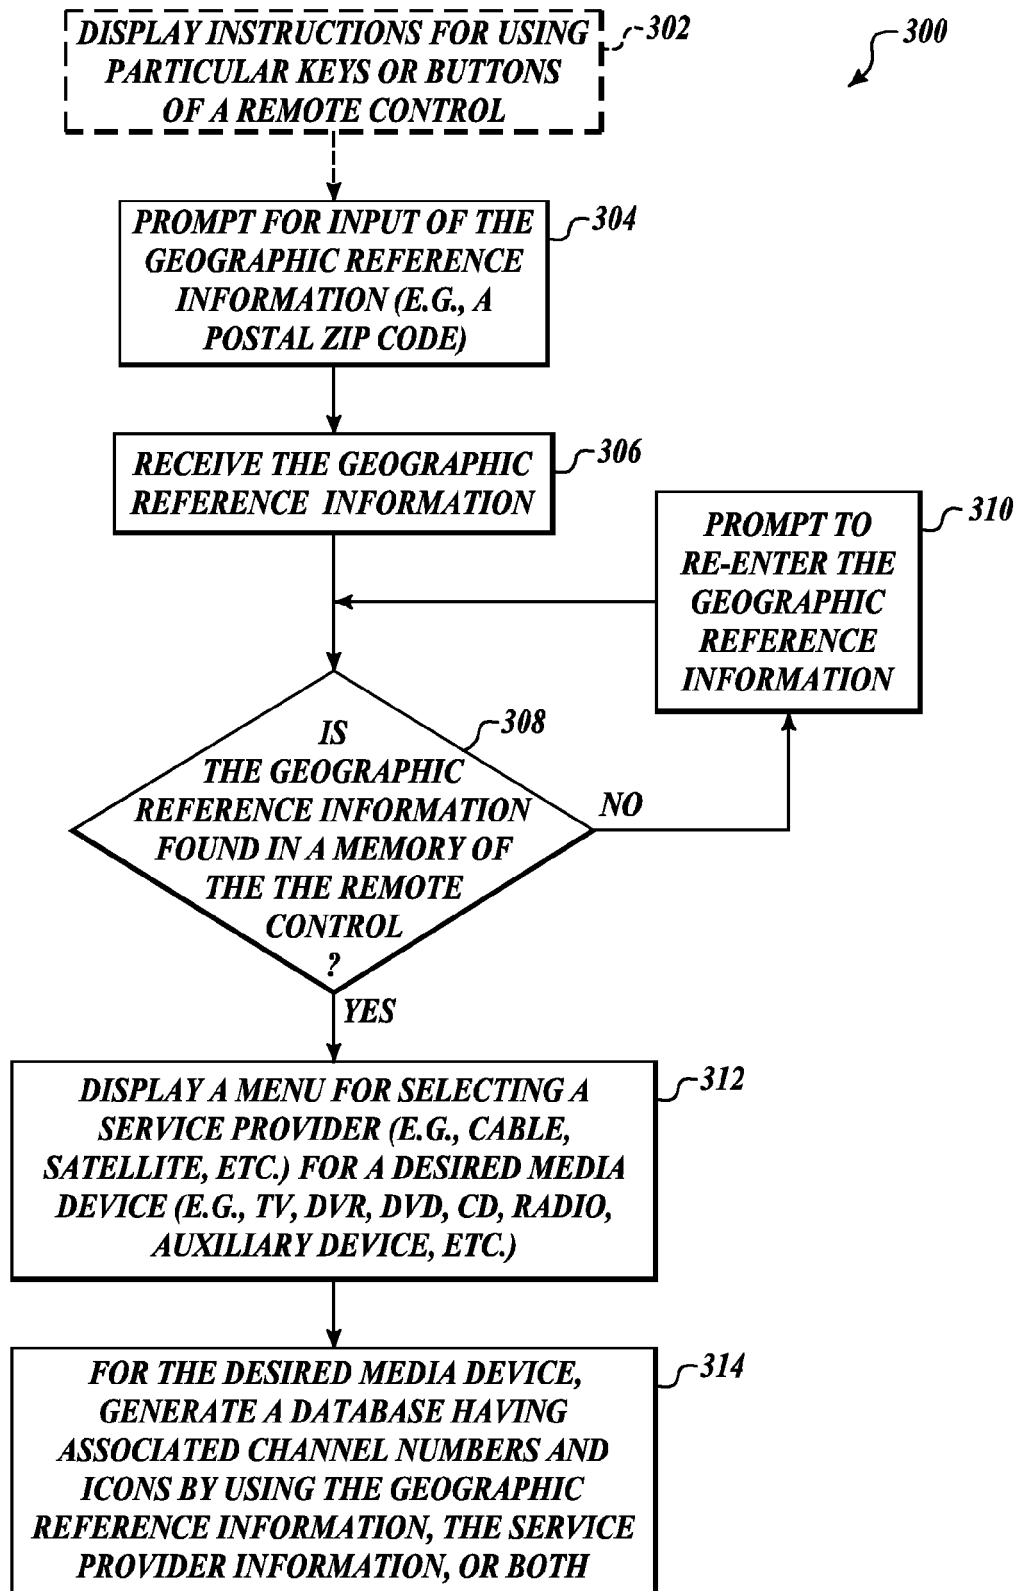 DISPLAY INSTRUCTIONS FOR USING
PARTICULAR KEYS OR BUTTONS
OF A REMOTE CONTROL
302
300
PROMPT FOR INPUT OF THE
GEOGRAPHIC REFERENCE
INFORMATION (E.G., A
POSTAL ZIP CODE)
304
RECEIVE THE GEOGRAPHIC
REFERENCE INFORMATION
306
PROMPT TO
RE-ENTER THE
GEOGRAPHIC
REFERENCE
INFORMATION
310
IS
THE GEOGRAPHIC
REFERENCE INFORMATION
FOUND IN A MEMORY OF
THE THE REMOTE
CONTROL
?
308
NO
YES
DISPLAY A MENU FOR SELECTING A
SERVICE PROVIDER (E.G., CABLE,
SATELLITE, ETC.) FOR A DESIRED MEDIA
DEVICE (E.G., TV, DVR, DVD, CD, RADIO,
AUXILIARY DEVICE, ETC.)
312
FOR THE DESIRED MEDIA DEVICE,
GENERATE A DATABASE HAVING
ASSOCIATED CHANNEL NUMBERS AND
ICONS BY USING THE GEOGRAPHIC
REFERENCE INFORMATION, THE SERVICE
PROVIDER INFORMATION, OR BOTH
314